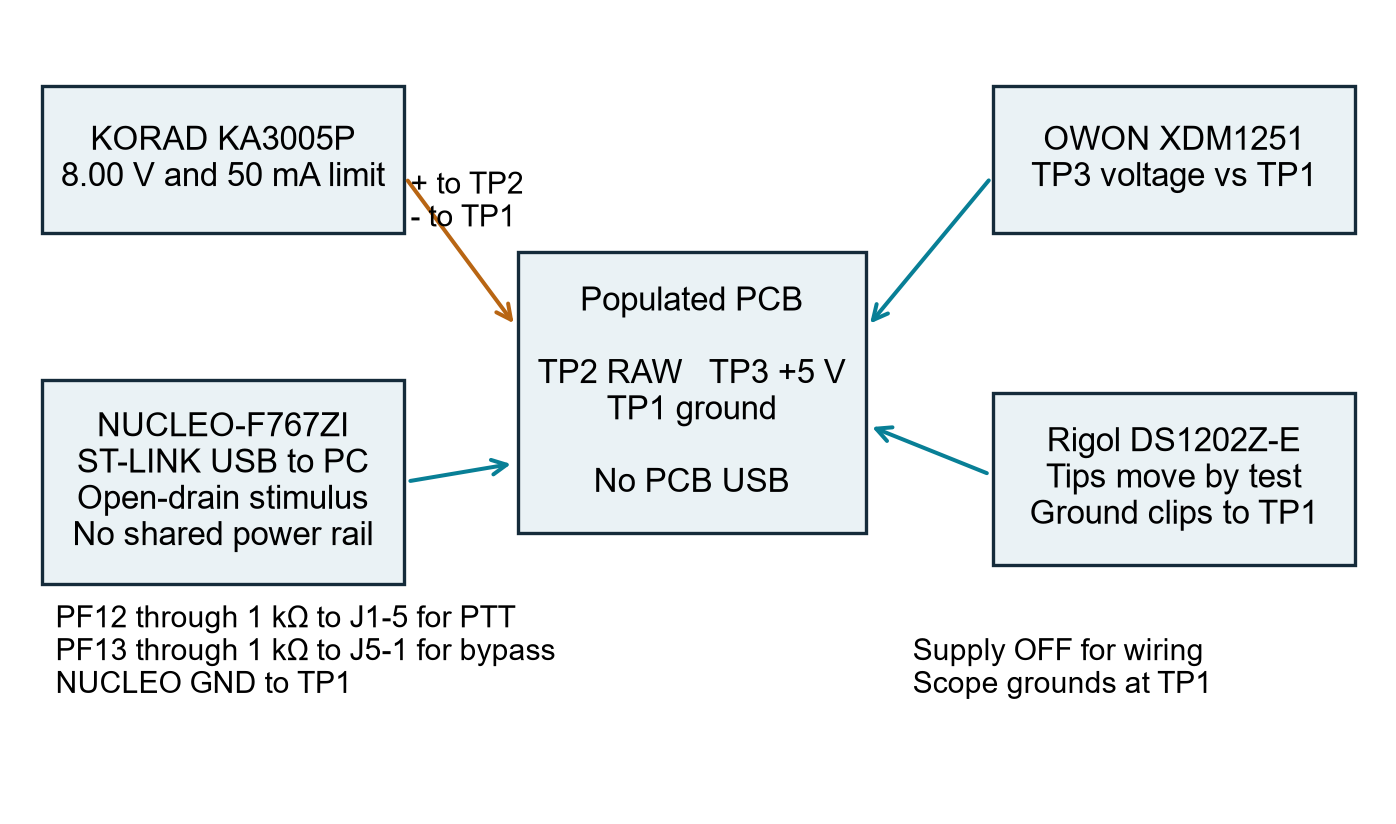 KORAD KA3005P
8.00 V and 50 mA limit
+ to TP2
- to TP1
OWON XDM1251
TP3 voltage vs TP1
Populated PCB
TP2 RAW   TP3 +5 V
TP1 ground
No PCB USB
NUCLEO-F767ZI
ST-LINK USB to PC
Open-drain stimulus
No shared power rail
Rigol DS1202Z-E
Tips move by test
Ground clips to TP1
PF12 through 1 kΩ to J1-5 for PTT
PF13 through 1 kΩ to J5-1 for bypass
NUCLEO GND to TP1
Supply OFF for wiring
Scope grounds at TP1